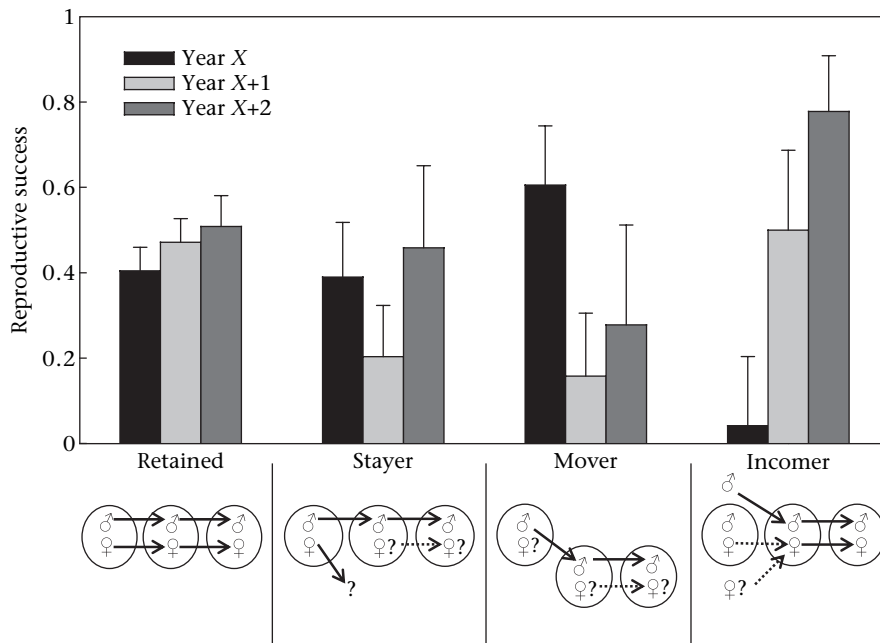 1
Year X
Year X+1
Year X+2
0.8
0.6
0.4
0.2
0
Reproductive success
Retained Stayer Mover Incomer
♂ ♂ ♂
♀ ♀ ♀
♂ ♂ ♂
♀ ♀? ♀?
?
♂
♀?
♂ ♂
♀? ♀?
♂
♂ ♂ ♂
♀ ♀ ♀
♀?